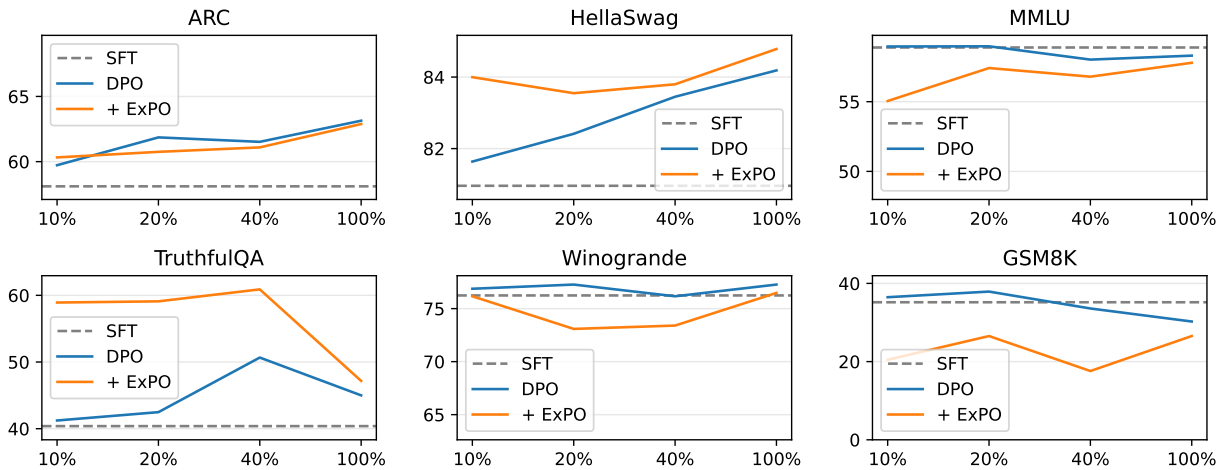 ARC
SFT
DPO
+ ExPO
65
60
10% 20% 40% 100%
HellaSwag
84
82
SFT
DPO
+ ExPO
10% 20% 40% 100%
MMLU
55
50
SFT
DPO
+ ExPO
10% 20% 40% 100%
TruthfulQA
60
50
40
SFT
DPO
+ ExPO
10% 20% 40% 100%
Winogrande
75
70
65
SFT
DPO
+ ExPO
10% 20% 40% 100%
GSM8K
40
20
0
SFT
DPO
+ ExPO
10% 20% 40% 100%